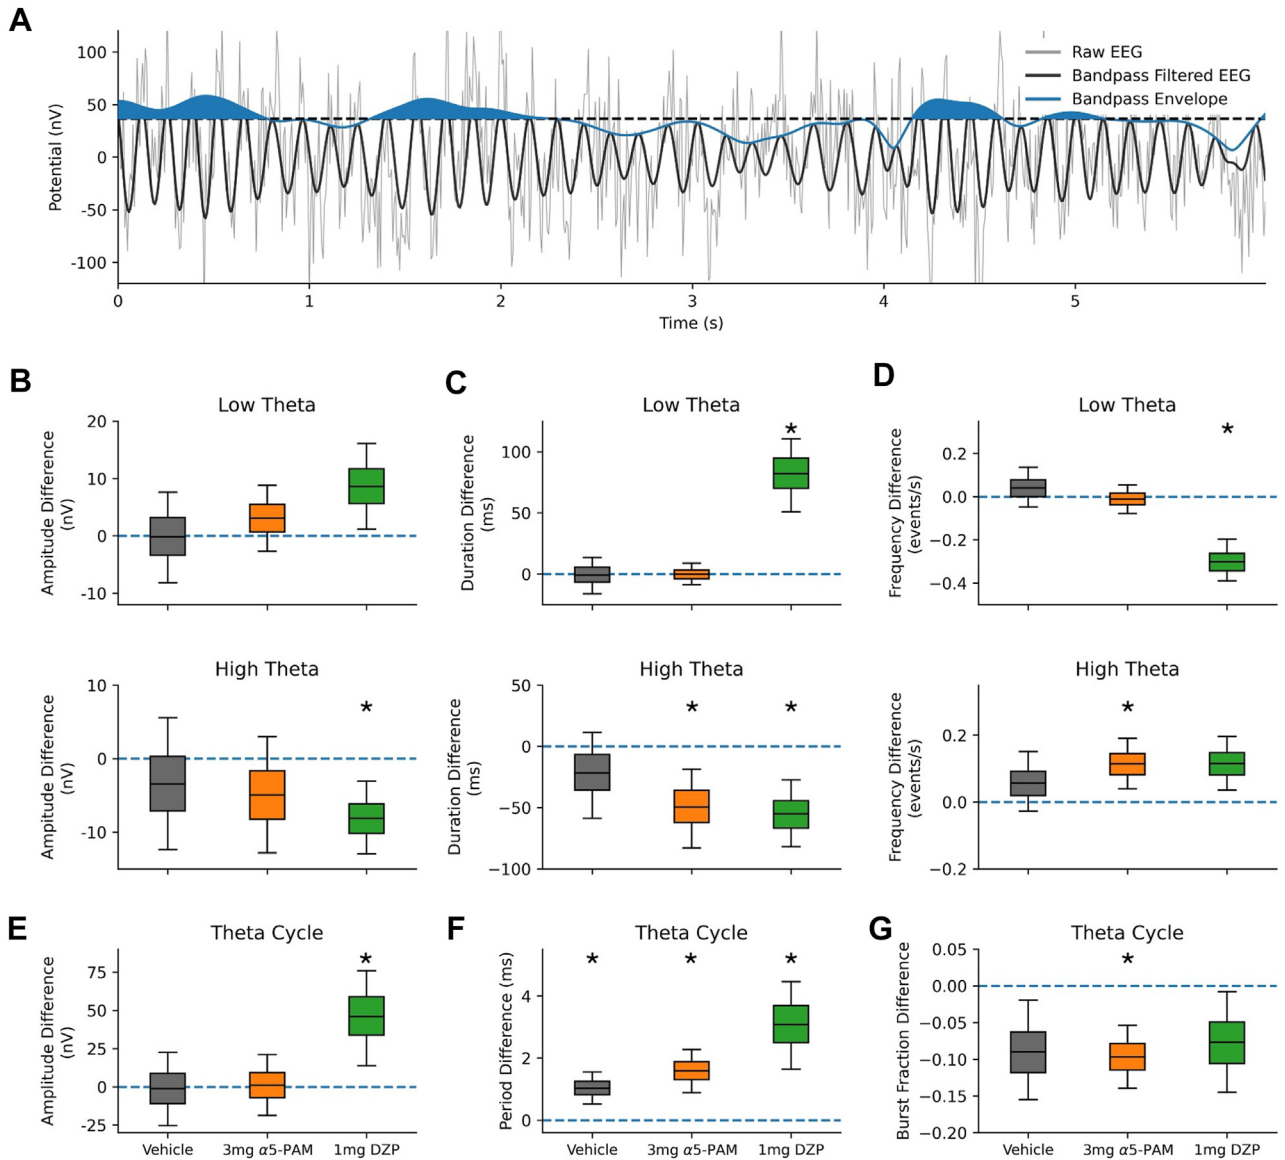 A
Potential (nV)
100
50
0
-50
-100
Raw EEG
Bandpass Filtered EEG
Bandpass Envelope
0 1 2 3 4 5
Time (s)
B
Low Theta
Ampitude Difference
(nV)
20
10
0
-10
C
Low Theta
Duration Difference
(ms)
100
50
0
*
D
Low Theta
Frequency Difference
(events/s)
0.2
0.0
−0.2
−0.4
*
High Theta
Ampitude Difference
(nV)
10
0
-10
*
High Theta
Duration Difference
(ms)
50
0
−50
−100
* *
High Theta
Frequency Difference
(events/s)
0.2
0.0
−0.2
*
E
Theta Cycle
Amplitude Difference
(nV)
75
50
25
0
-25
*
Vehicle 3mg α5-PAM 1mg DZP
F
Theta Cycle
Period Difference (ms)
4
2
0
* * *
Vehicle 3mg α5-PAM 1mg DZP
G
Theta Cycle
Burst Fraction Difference
0.05
0.00
−0.05
−0.10
−0.15
−0.20
*
Vehicle 3mg α5-PAM 1mg DZP